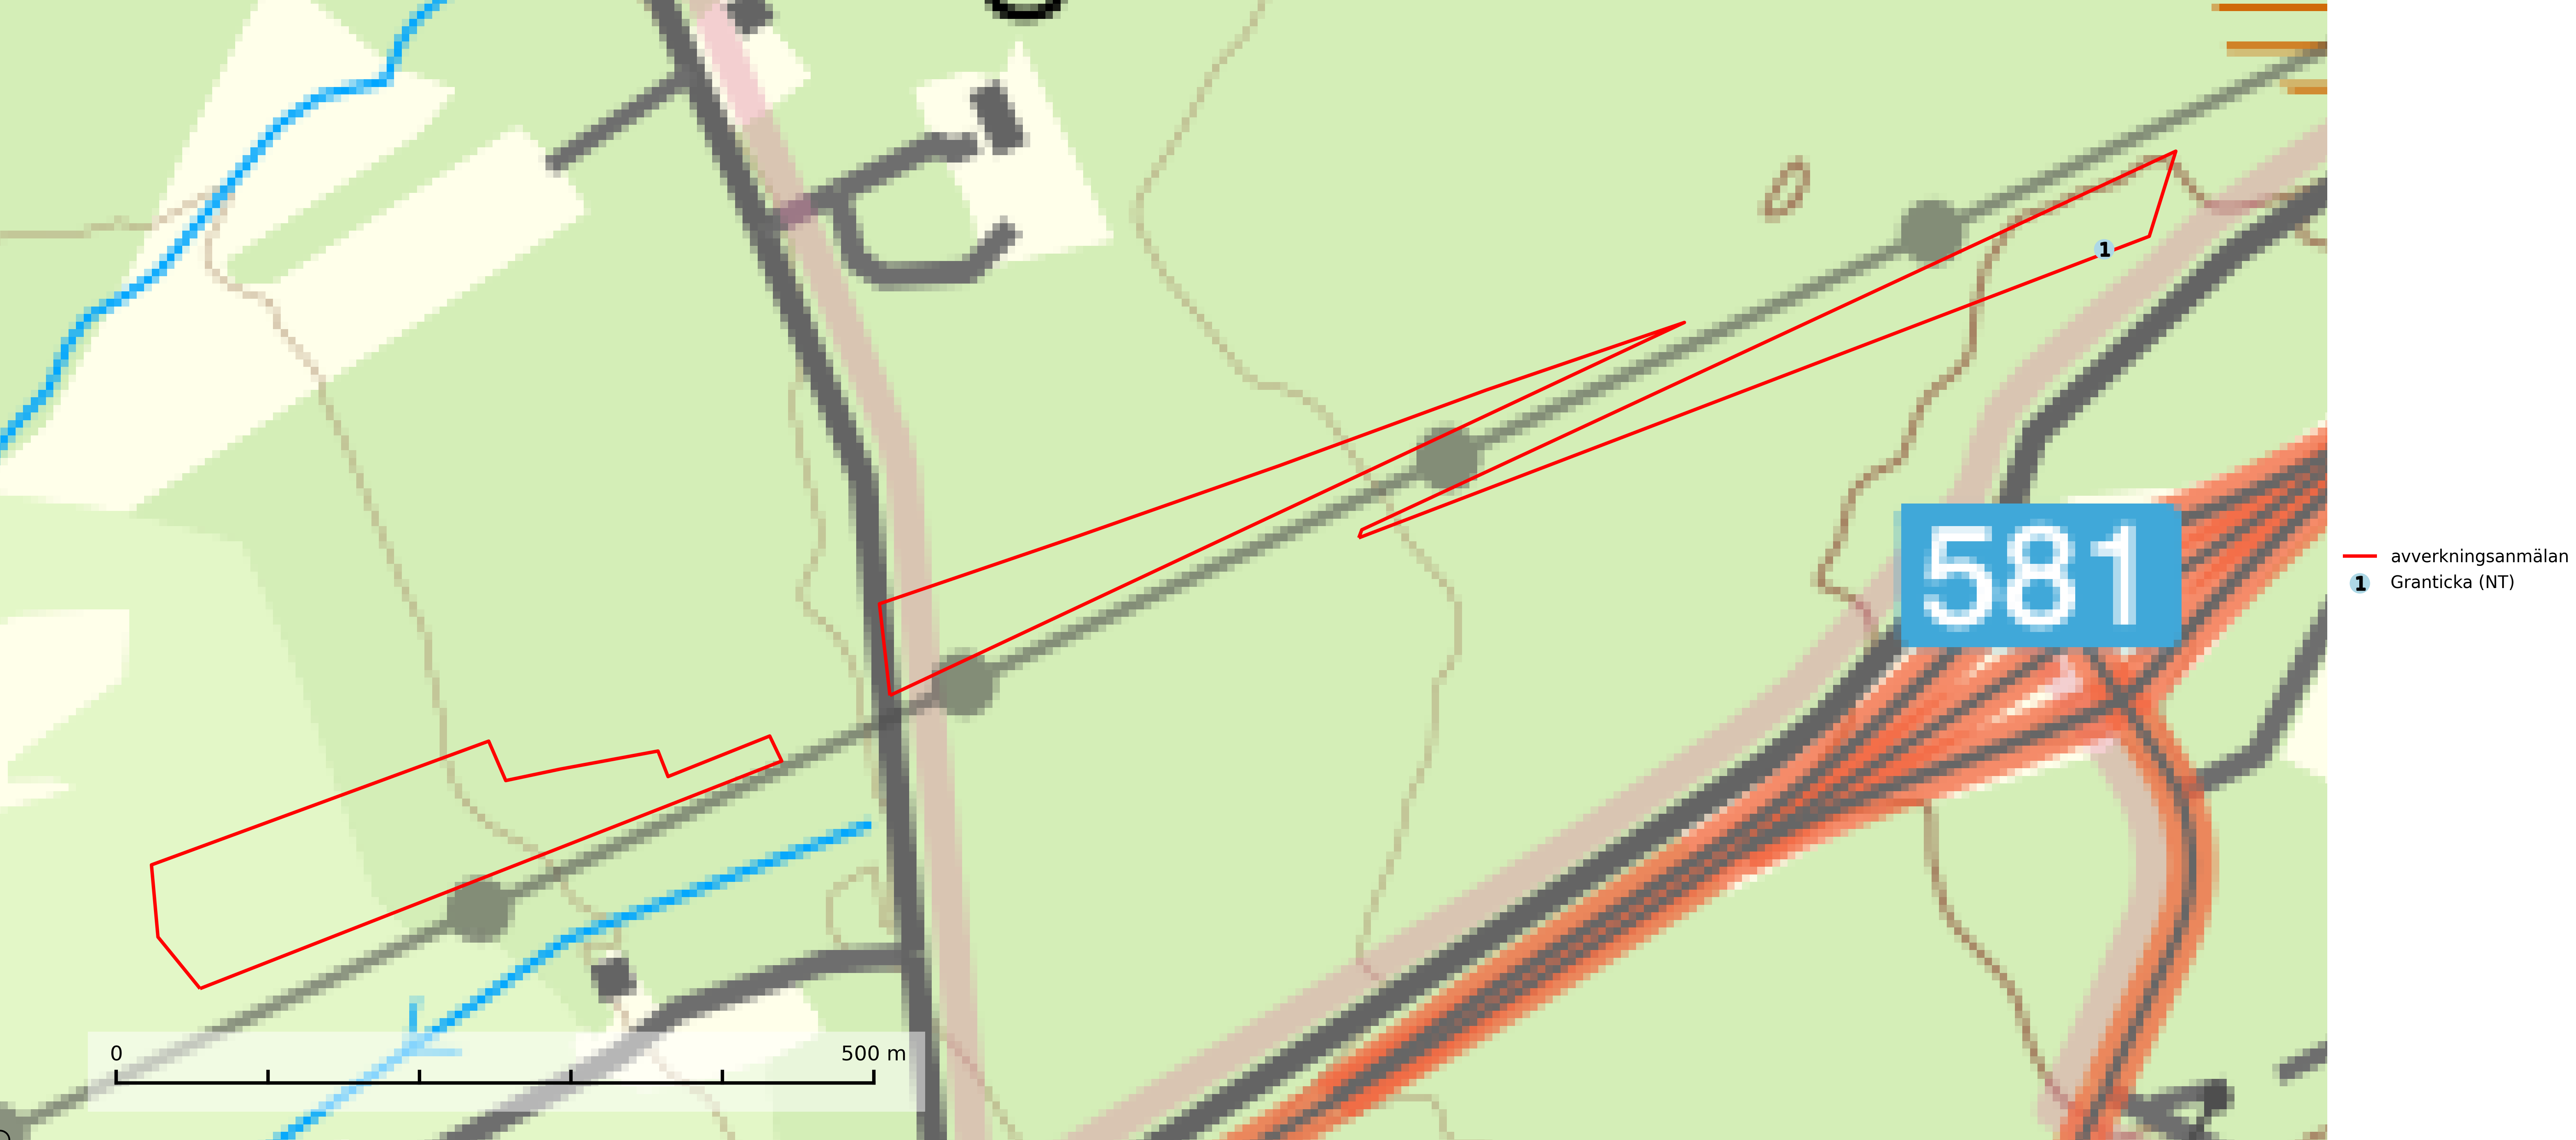 1
581
avverkningsanmälan
1 Granticka (NT)
0 500 m